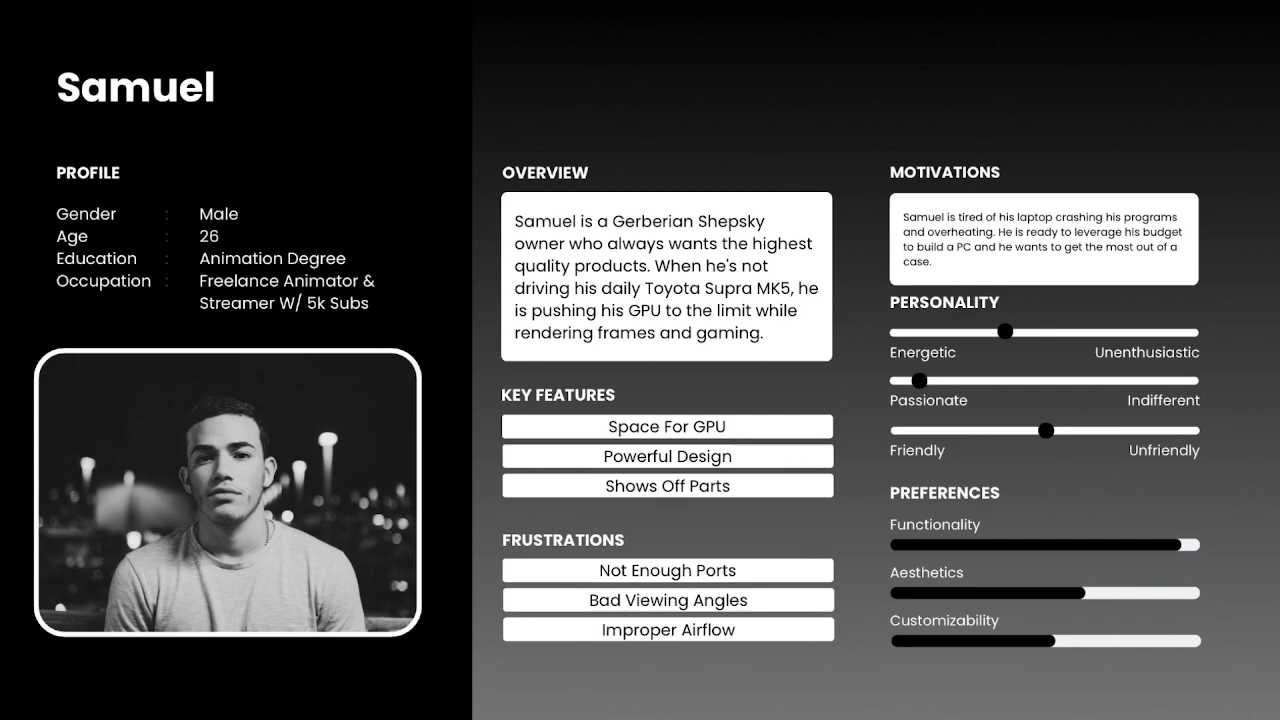 Samuel
PROFILE
Gender : Male
Age : 26
Education : Animation Degree
Occupation : Freelance Animator &
Streamer W/ 5k Subs
OVERVIEW
Samuel is a Gerberian Shepsky
owner who always wants the highest
quality products. When he's not
driving his daily Toyota Supra MK5, he
is pushing his GPU to the limit while
rendering frames and gaming.
KEY FEATURES
Space For GPU
Powerful Design
Shows Off Parts
FRUSTRATIONS
Not Enough Ports
Bad Viewing Angles
Improper Airflow
MOTIVATIONS
Samuel is tired of his laptop crashing his programs
and overheating. He is ready to leverage his budget
to build a PC and he wants to get the most out of a
case.
PERSONALITY
Energetic Unenthusiastic
Passionate Indifferent
Friendly Unfriendly
PREFERENCES
Functionality
Aesthetics
Customizability